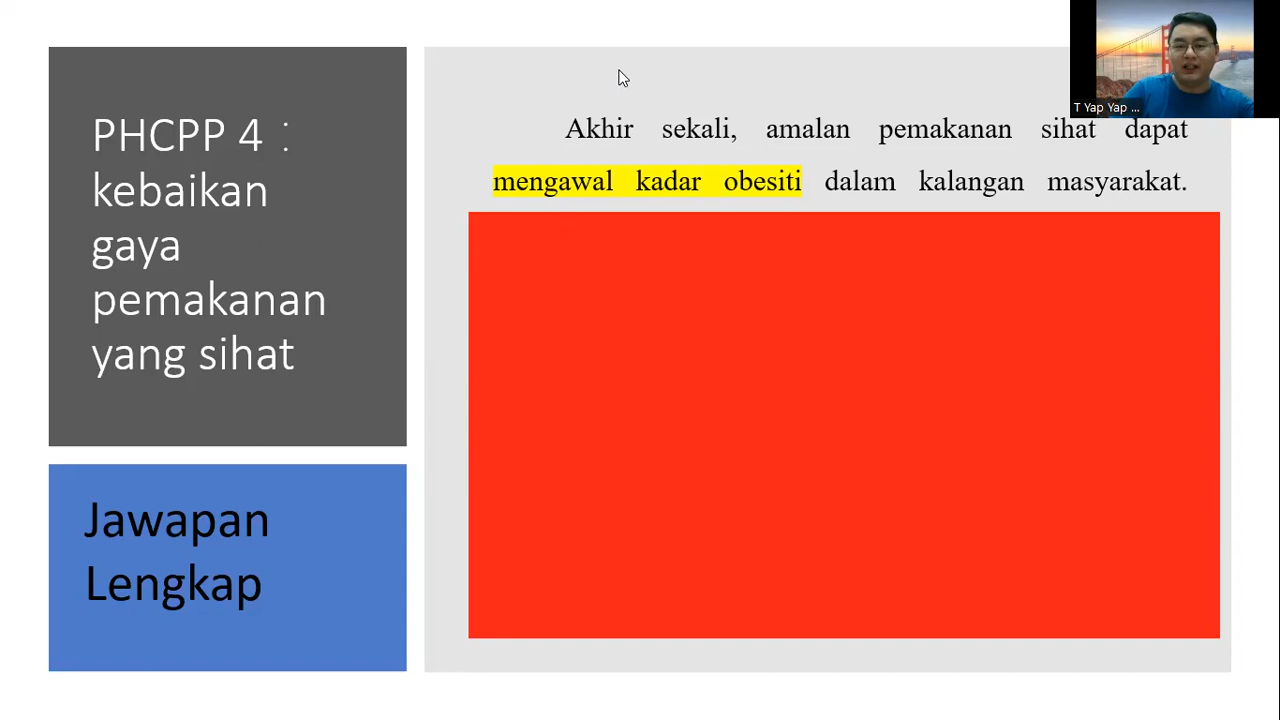 PHCPP 4 :
kebaikan
gaya
pemakanan
yang sihat
Jawapan
Lengkap
Akhir sekali, amalan pemakanan sihat dapat
mengawal kadar obesiti dalam kalangan masyarakat.
T Yap Yap ...